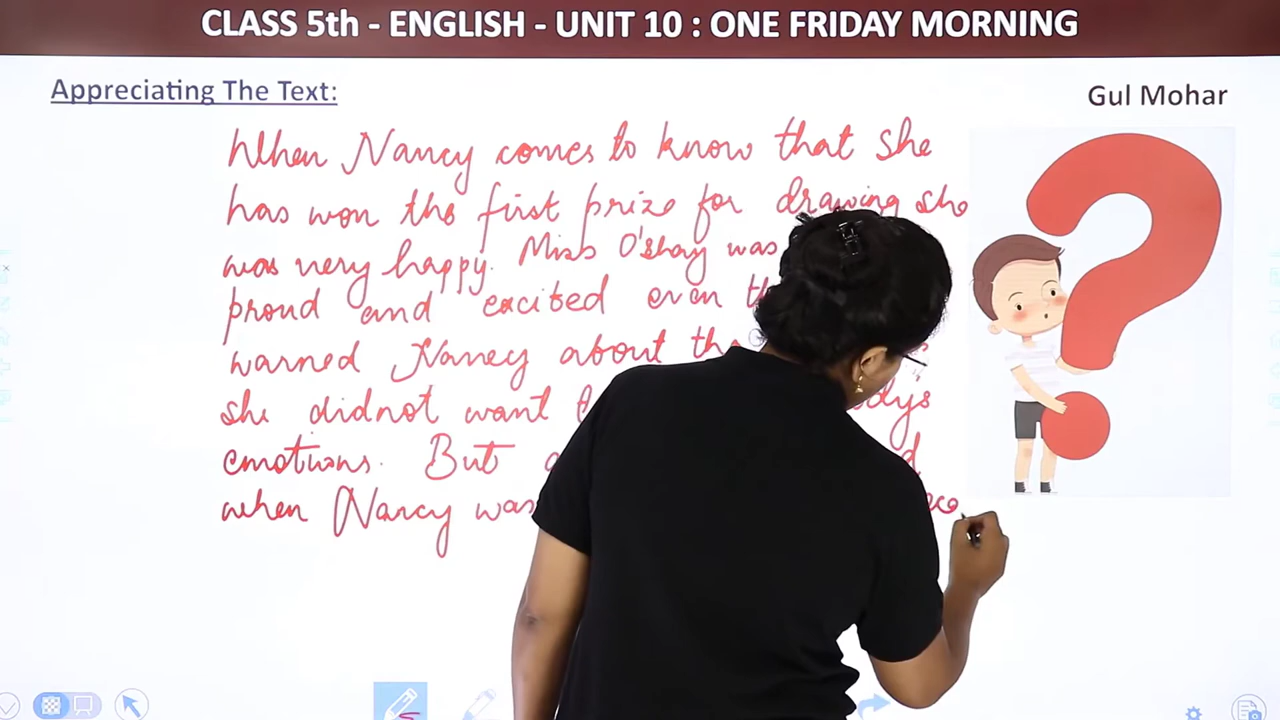 CLASS 5th - ENGLISH - UNIT 10 : ONE FRIDAY MORNING
Appreciating The Text:
Gul Mohar
When Nancy comes to know that she
has won the first prize for drawing she
was very happy. Miss O'shay was
proud and excited even
warned Nancy about the
she didnot want
emotions. But
when Nancy was